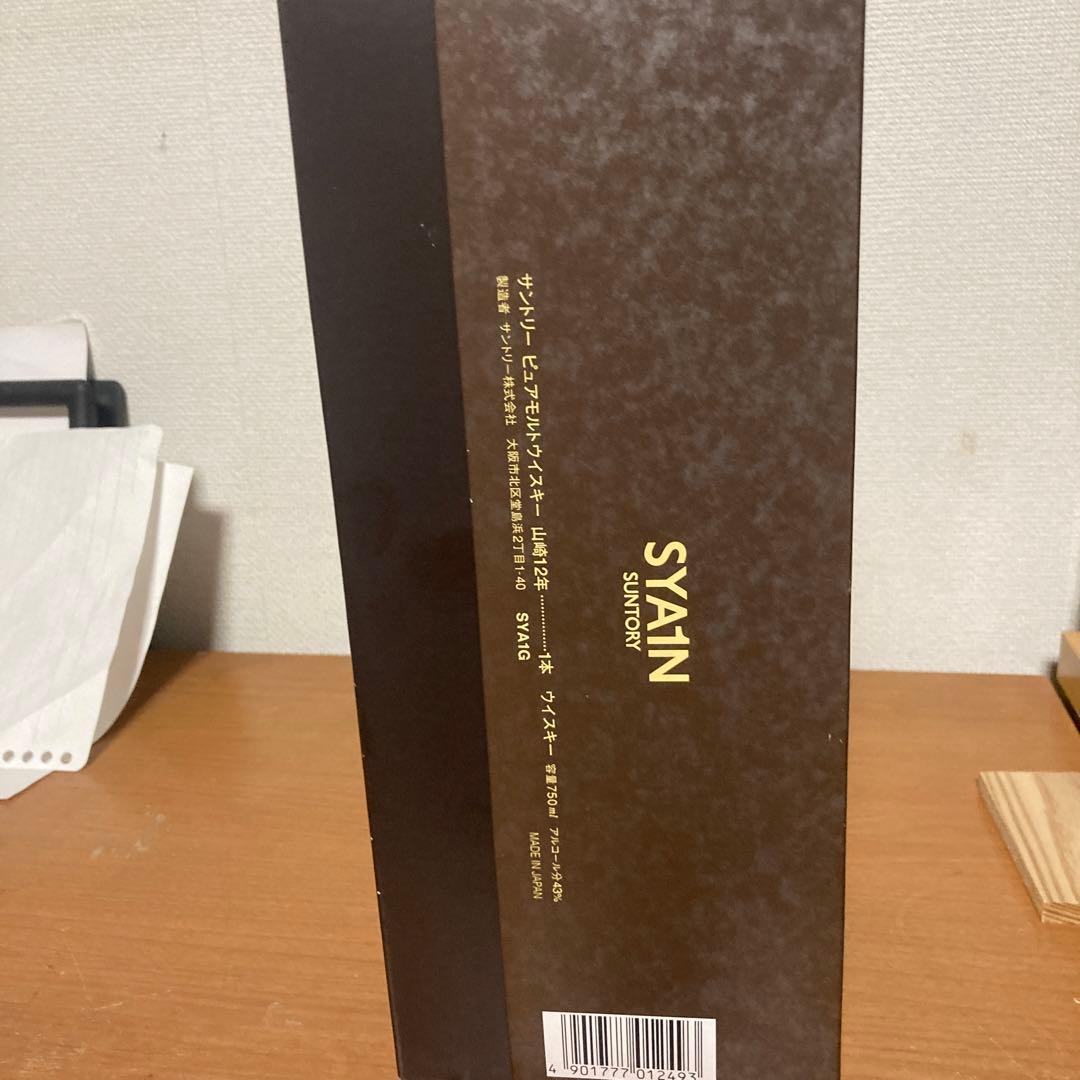 SYA1N
SUNTORY
サントリー ピュアモルトウイスキー 山崎12年……………1本 ウイスキー 容量750㎖ アルコール分43%
製造者 サントリー株式会社 大阪市北区堂島浜2丁目1-40 SYA1G MADE IN JAPAN
4 901777 012493